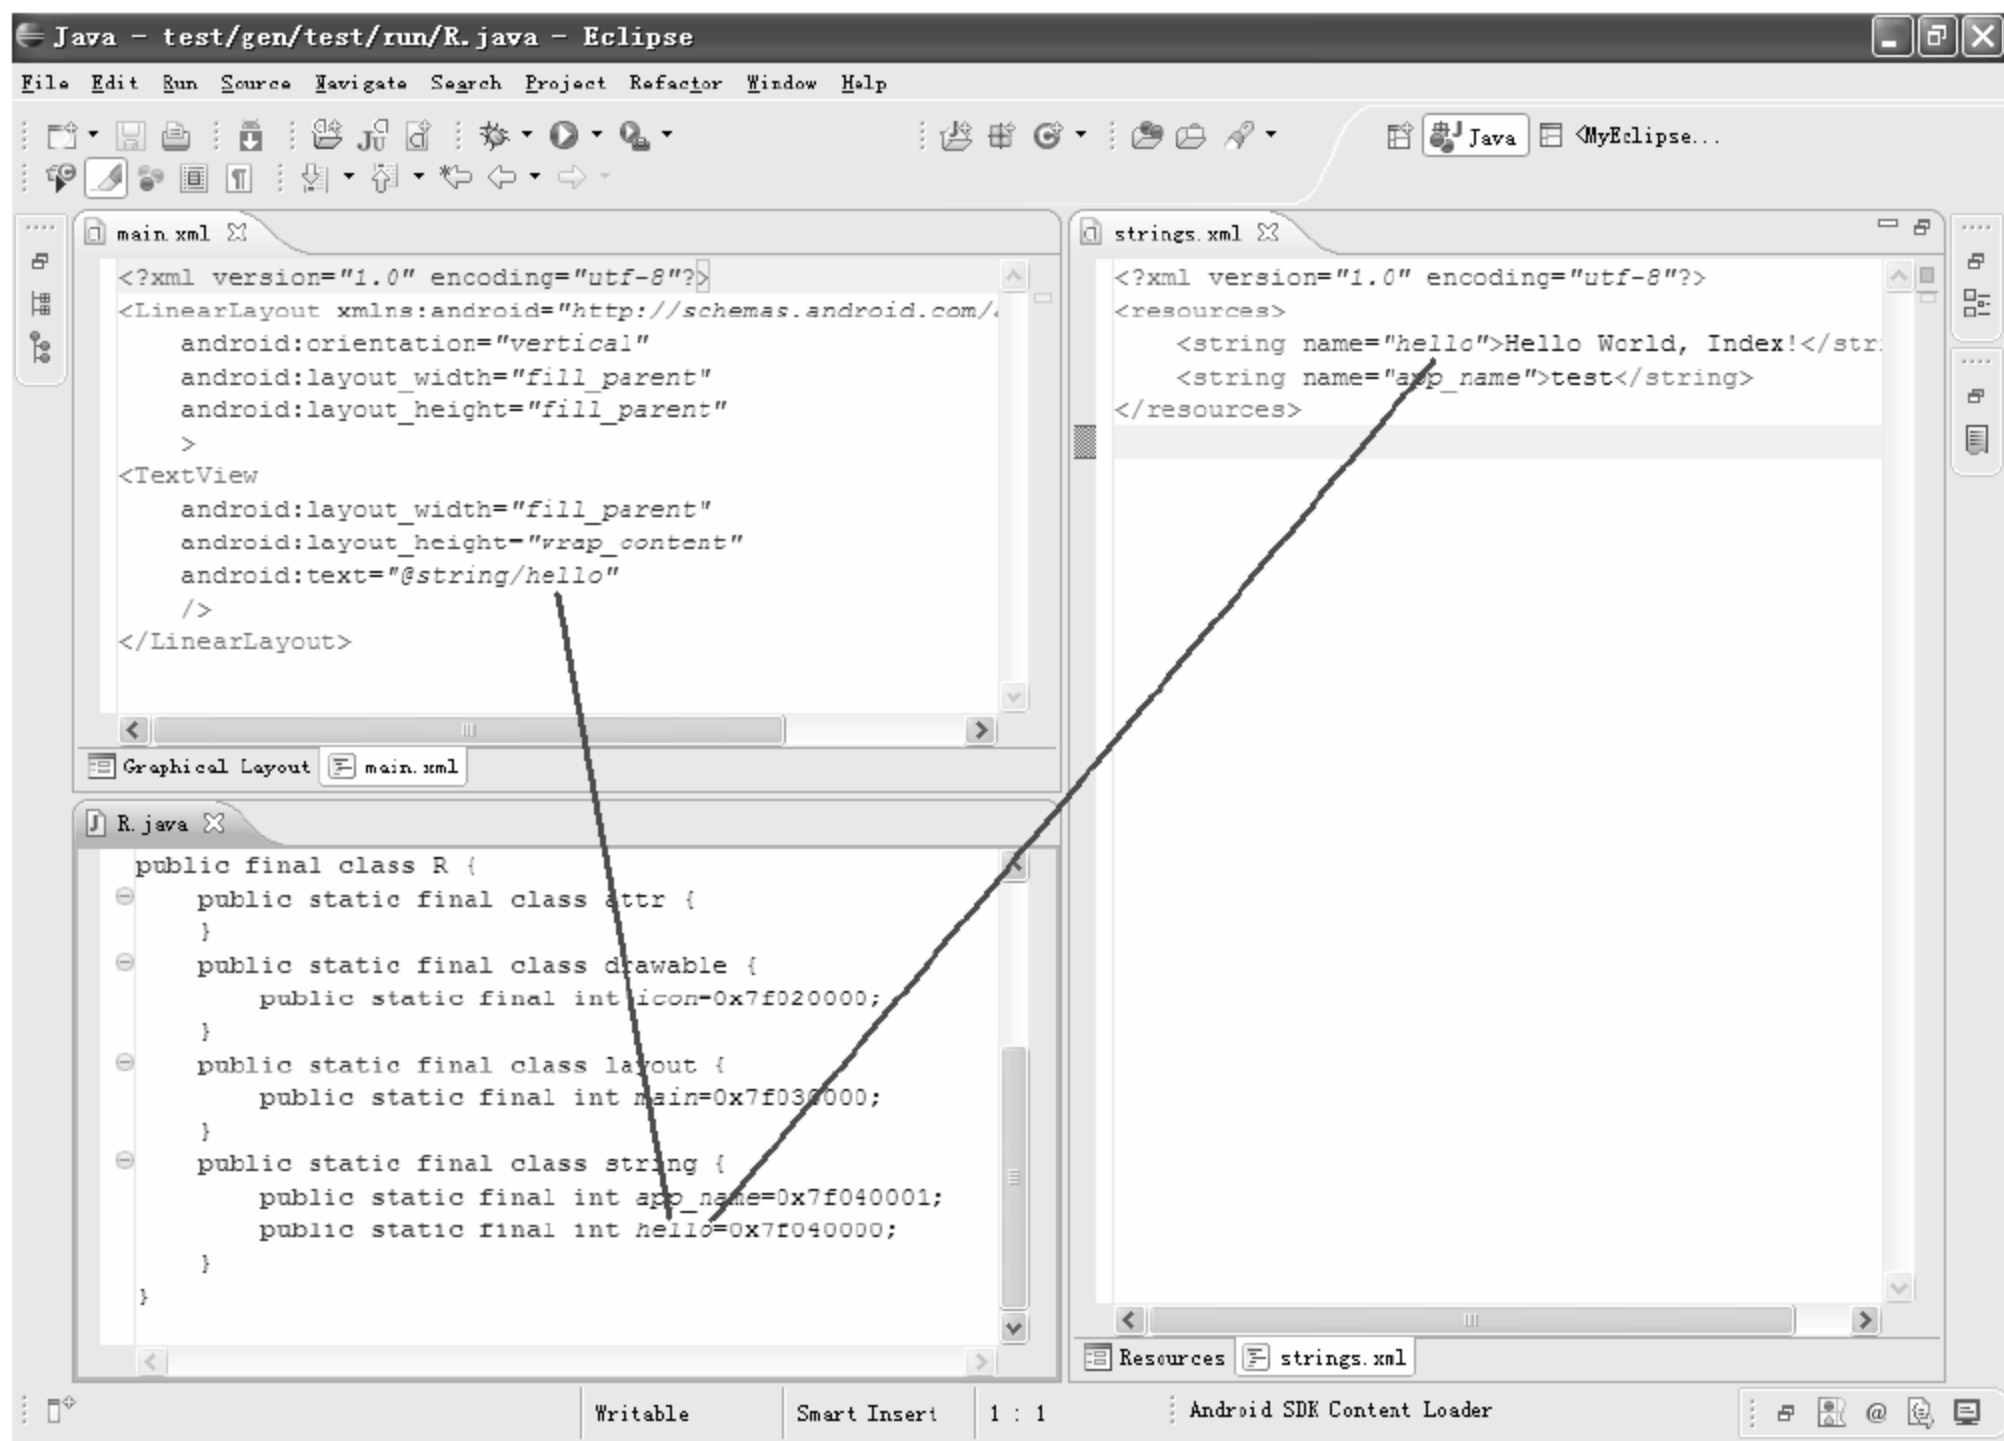 Java - test/gen/test/run/R.java - Eclipse
File Edit Run Source Navigate Search Project Refactor Window Help
Java <MyEclipse...
main.xml
<?xml version="1.0" encoding="utf-8"?>
<LinearLayout xmlns:android="http://schemas.android.com/
android:orientation="vertical"
android:layout_width="fill_parent"
android:layout_height="fill_parent"
>
<TextView
android:layout_width="fill_parent"
android:layout_height="wrap_content"
android:text="@string/hello"
/>
</LinearLayout>
Graphical Layout main.xml
strings.xml
<?xml version="1.0" encoding="utf-8"?>
<resources>
<string name="hello">Hello World, Index!</str
<string name="app_name">test</string>
</resources>
Resources strings.xml
R.java
public final class R {
public static final class attr {
}
public static final class drawable {
public static final int icon=0x7f020000;
}
public static final class layout {
public static final int main=0x7f030000;
}
public static final class string {
public static final int app_name=0x7f040001;
public static final int hello=0x7f040000;
}
}
Writable Smart Insert 1 : 1 Android SDK Content Loader